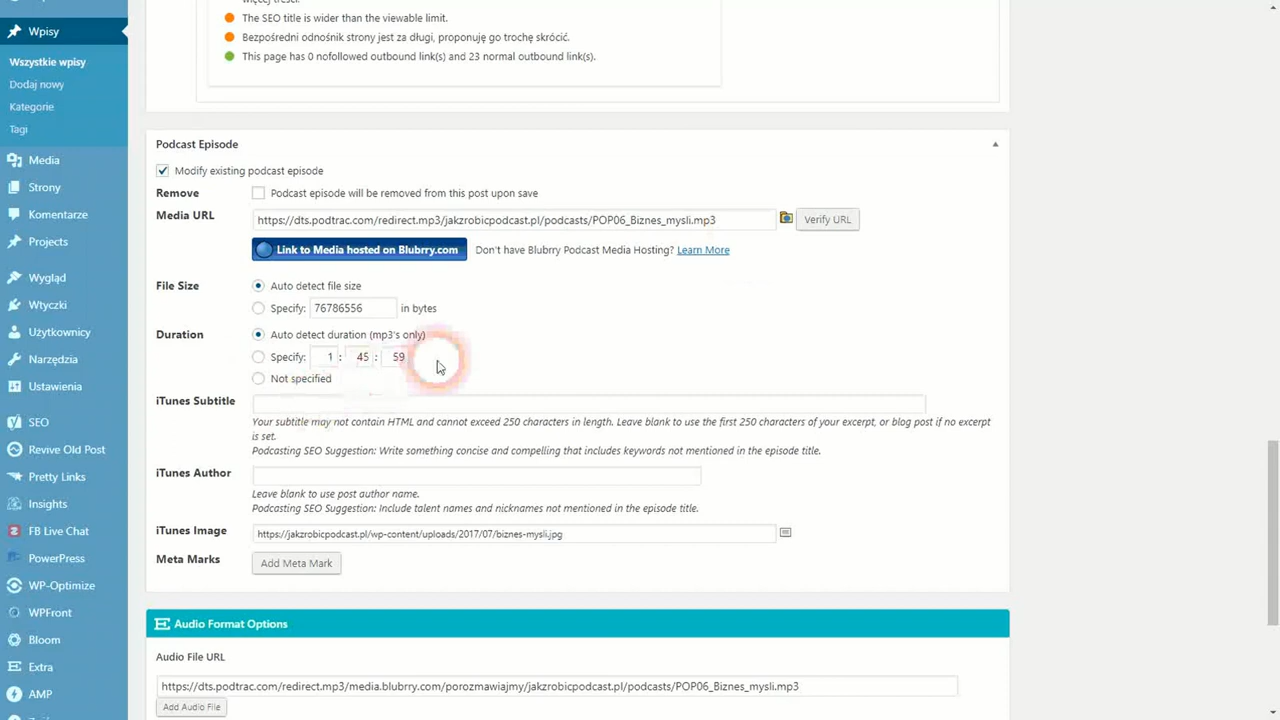 The SEO title is wider than the viewable limit.
Bezpośredni odnośnik strony jest za długi, proponuję go trochę skrócić.
This page has 0 nofollowed outbound link(s) and 23 normal outbound link(s).
Wpisy
Wszystkie wpisy
Dodaj nowy
Kategorie
Tagi
Media
Strony
Komentarze
Projects
Wygląd
Wtyczki
Użytkownicy
Narzędzia
Ustawienia
SEO
Revive Old Post
Pretty Links
Insights
FB Live Chat
PowerPress
WP-Optimize
WPFront
Bloom
Extra
AMP
Podcast Episode
Modify existing podcast episode
Remove
Podcast episode will be removed from this post upon save
Media URL
https://dts.podtrac.com/redirect.mp3/jakzrobicpodcast.pl/podcasts/POP06_Biznes_mysli.mp3
Verify URL
Link to Media hosted on Blubrry.com
Don't have Blubrry Podcast Media Hosting? Learn More
File Size
Auto detect file size
Specify: 76786556 in bytes
Duration
Auto detect duration (mp3's only)
Specify: 1 : 45 : 59
Not specified
iTunes Subtitle
Your subtitle may not contain HTML and cannot exceed 250 characters in length. Leave blank to use the first 250 characters of your excerpt, or blog post if no excerpt
is set.
Podcasting SEO Suggestion: Write something concise and compelling that includes keywords not mentioned in the episode title.
iTunes Author
Leave blank to use post author name.
Podcasting SEO Suggestion: Include talent names and nicknames not mentioned in the episode title.
iTunes Image
https://jakzrobicpodcast.pl/wp-content/uploads/2017/07/biznes-mysli.jpg
Meta Marks
Add Meta Mark
Audio Format Options
Audio File URL
https://dts.podtrac.com/redirect.mp3/media.blubrry.com/porozmawiajmy/jakzrobicpodcast.pl/podcasts/POP06_Biznes_mysli.mp3
Add Audio File